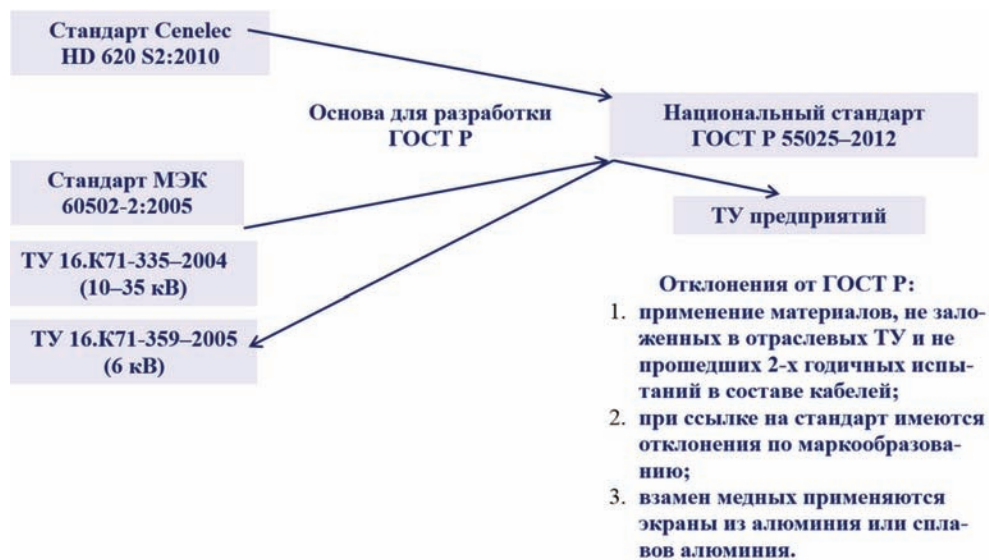 Стандарт Cenelec
HD 620 S2:2010
Основа для разработки
ГОСТ Р
Национальный стандарт
ГОСТ Р 55025–2012
Стандарт МЭК
60502-2:2005
ТУ предприятий
ТУ 16.К71-335–2004
(10–35 кВ)
ТУ 16.К71-359–2005
(6 кВ)
Отклонения от ГОСТ Р:
1. применение материалов, не зало-
женных в отраслевых ТУ и не
прошедших 2-х годичных испы-
таний в составе кабелей;
2. при ссылке на стандарт имеются
отклонения по маркообразова-
нию;
3. взамен медных применяются
экраны из алюминия или спла-
вов алюминия.